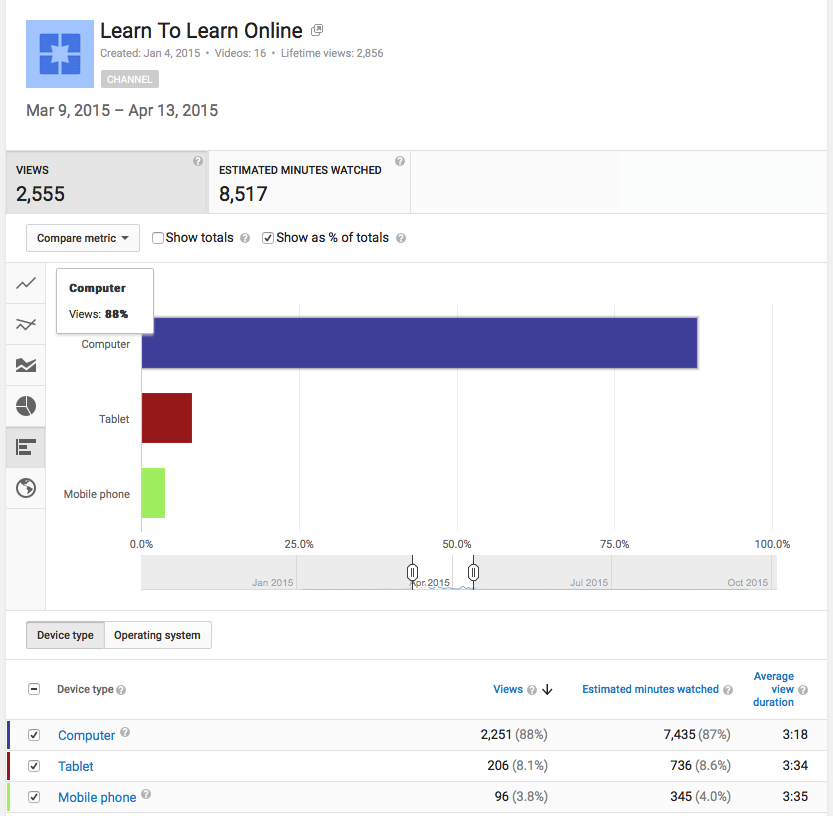 Learn To Learn Online
Created: Jan 4, 2015 • Videos: 16 • Lifetime views: 2,856
CHANNEL
Mar 9, 2015 – Apr 13, 2015
VIEWS ?
2,555
ESTIMATED MINUTES WATCHED ?
8,517
Compare metric Show totals ? Show as % of totals ?
Computer
Views: 88%
Computer
Tablet
Mobile phone
0.0% 25.0% 50.0% 75.0% 100.0%
Jan 2015 Apr 2015 Jul 2015 Oct 2015
Device type Operating system
Device type ? Views ? Estimated minutes watched ? Average view duration ?
Computer ? 2,251 (88%) 7,435 (87%) 3:18
Tablet 206 (8.1%) 736 (8.6%) 3:34
Mobile phone ? 96 (3.8%) 345 (4.0%) 3:35